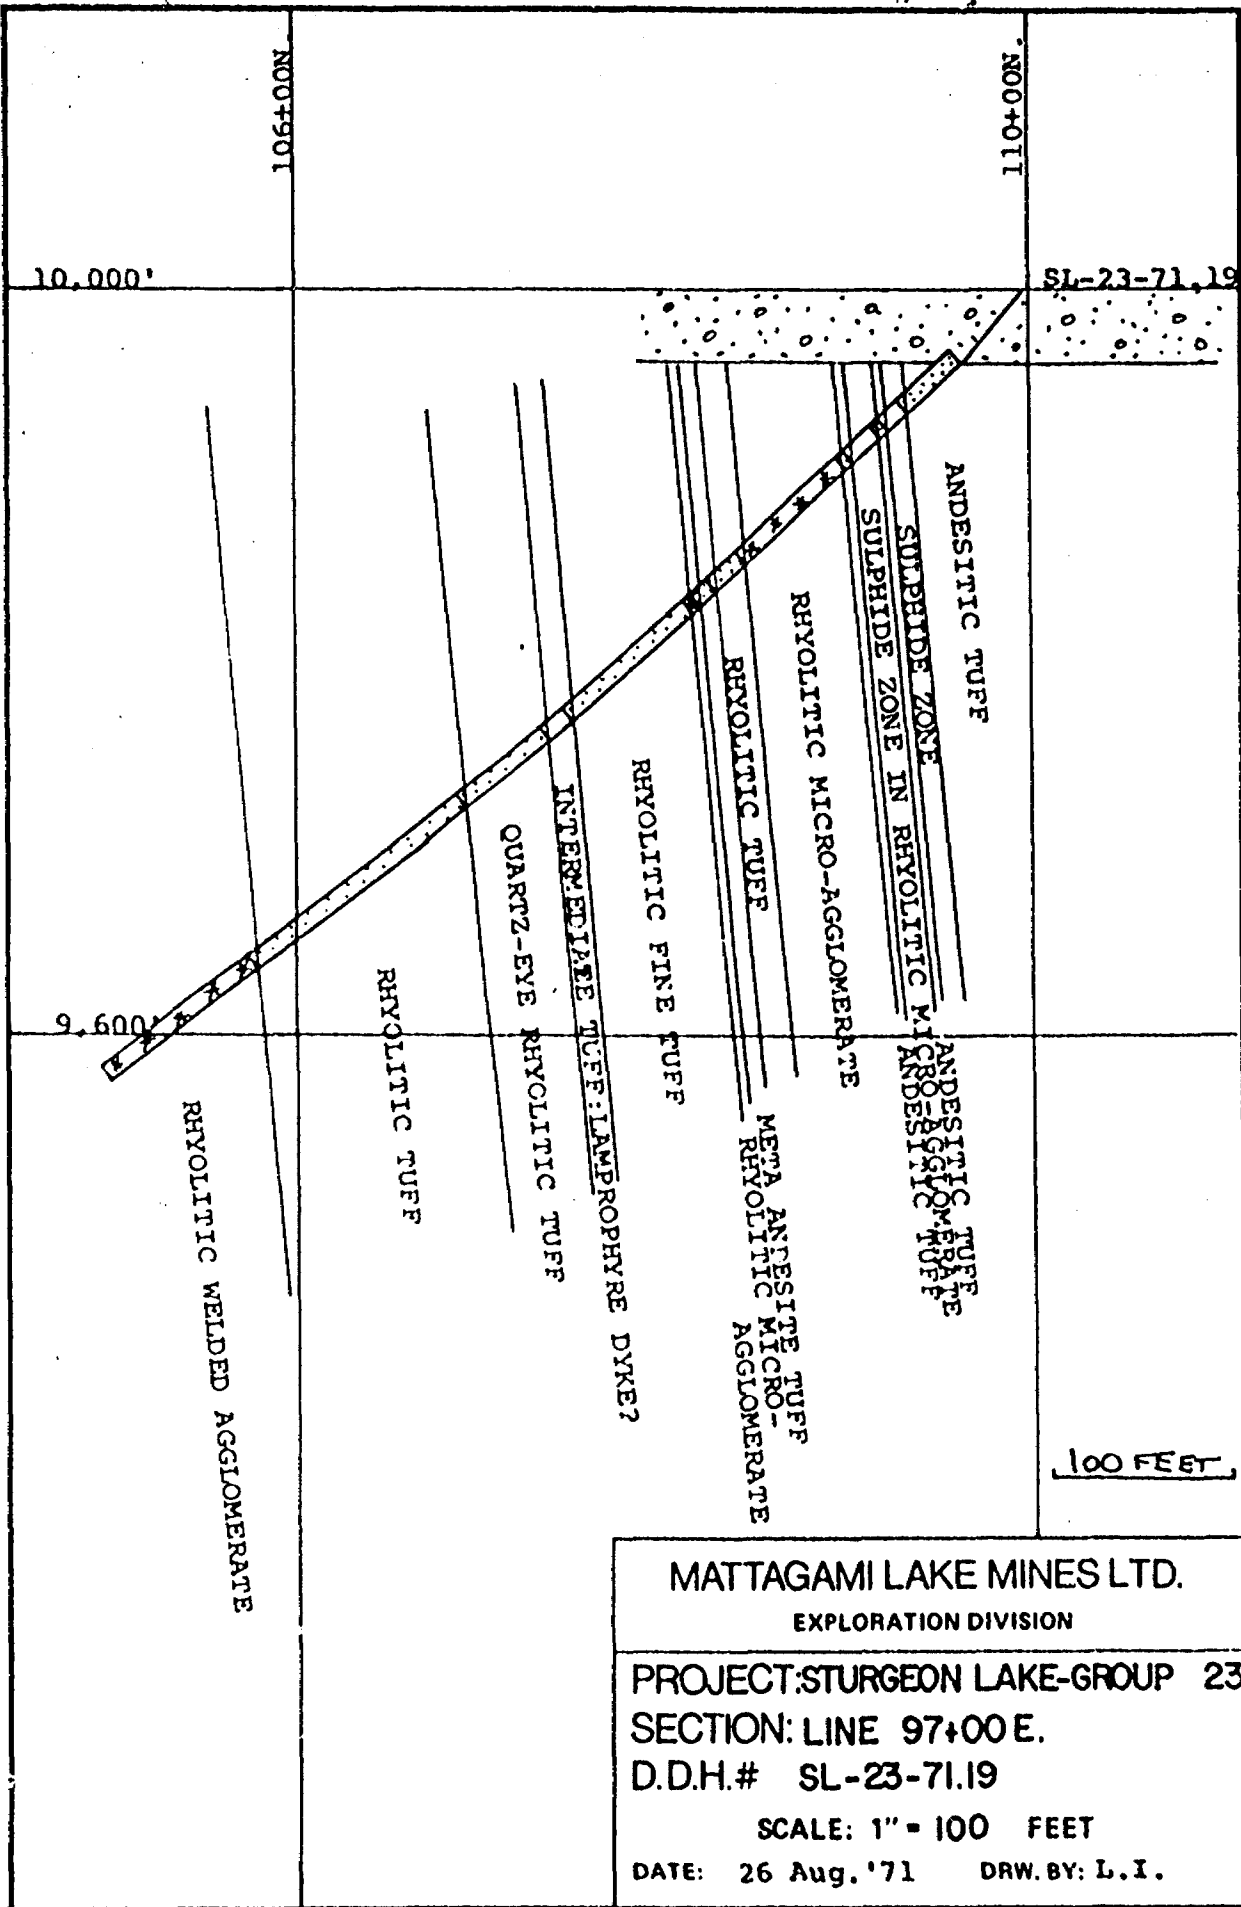 106+00N.
110+00N.
10,000'
SL-23-71,19
ANDESITIC TUFF
SULPHIDE ZONE
SULPHIDE ZONE IN RHYOLITIC MICRO-AGGLOMERATE
ANDESITIC TUFF
ANDESITIC TUFF
RHYOLITIC MICRO-AGGLOMERATE
RHYOLITIC TUFF
META ANDESITE TUFF
RHYOLITIC MICRO-
AGGLOMERATE
RHYOLITIC FINE TUFF
INTERMEDIATE TUFF:LAMPROPHYRE DYKE?
QUARTZ-EYE RHYOLITIC TUFF
RHYOLITIC TUFF
RHYOLITIC WELDED AGGLOMERATE
9,600'
100 FEET
MATTAGAMI LAKE MINES LTD.
EXPLORATION DIVISION
PROJECT:STURGEON LAKE-GROUP 23
SECTION: LINE 97+00E.
D.D.H.# SL-23-71.19
SCALE: 1" = 100 FEET
DATE: 26 Aug.'71 DRW. BY: L.I.